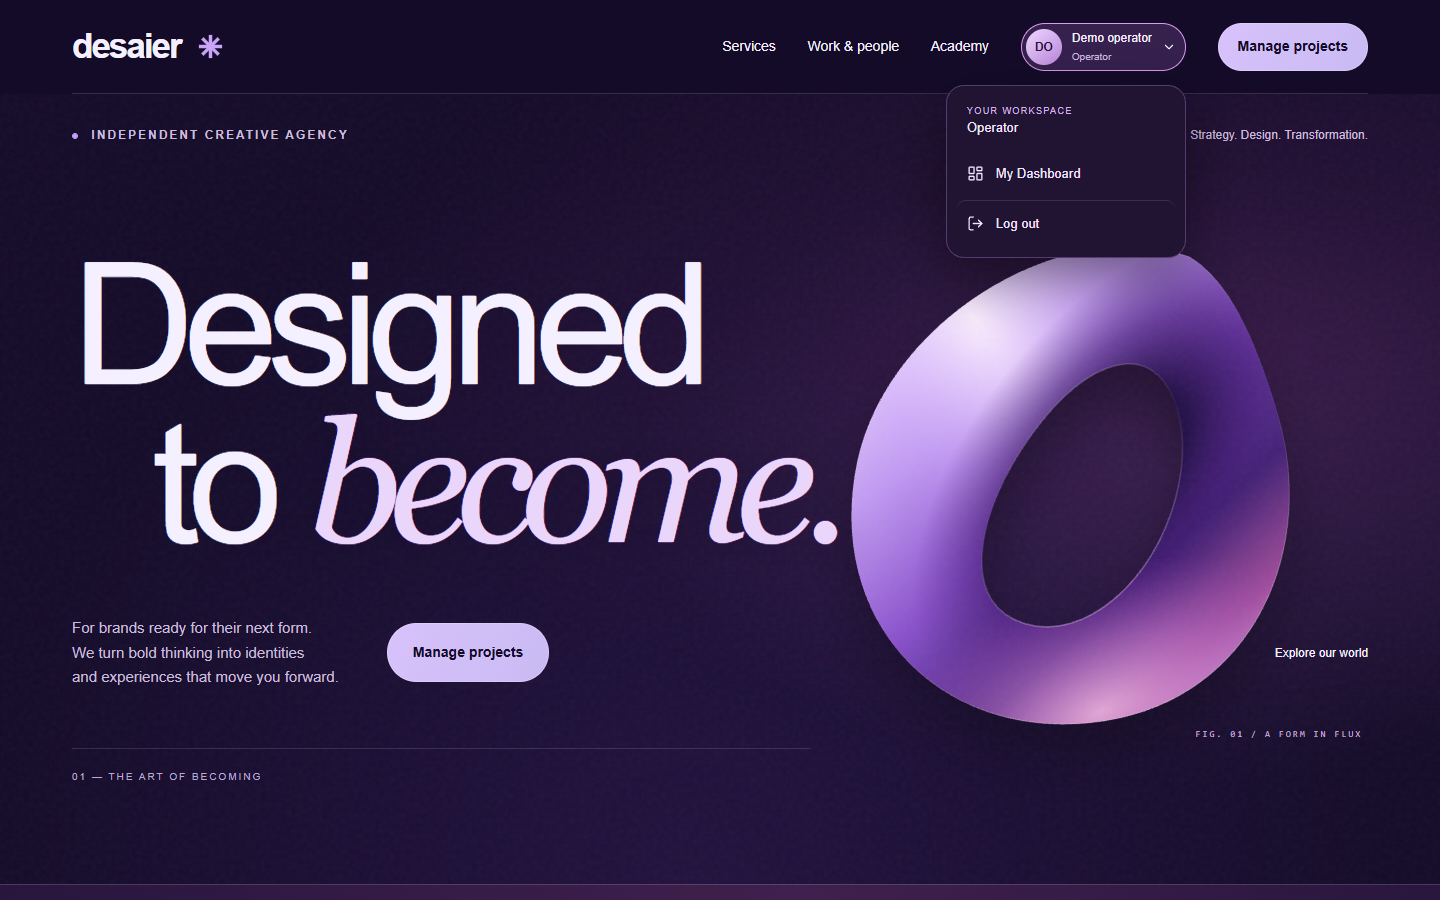 desaier
Services
Work & people
Academy
DO
Demo operator
Operator
Manage projects
INDEPENDENT CREATIVE AGENCY
YOUR WORKSPACE
Operator
My Dashboard
Log out
Strategy. Design. Transformation.
Designed
to become.
For brands ready for their next form.
We turn bold thinking into identities
and experiences that move you forward.
Manage projects
Explore our world
FIG. 01 / A FORM IN FLUX
01 — THE ART OF BECOMING